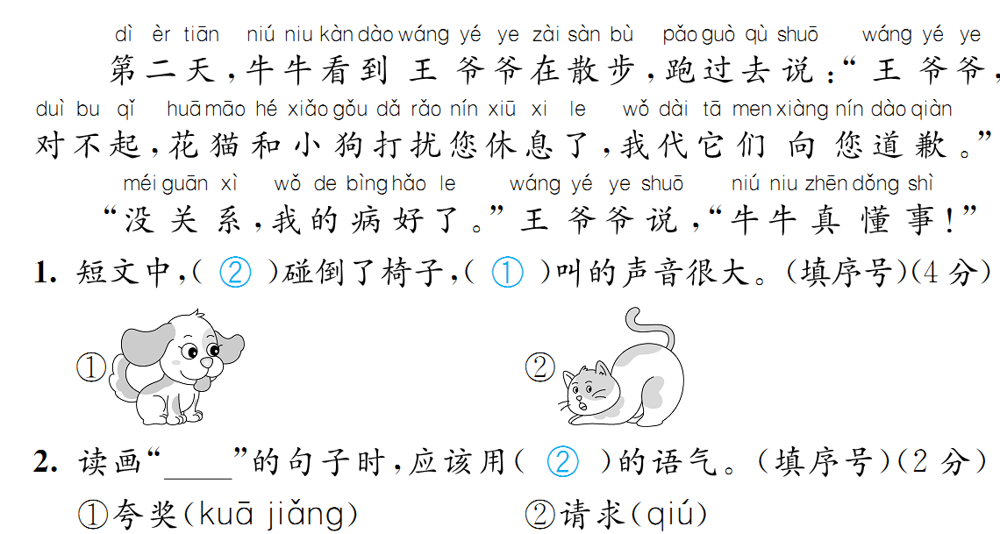 dì èr tiān niú niu kàn dào wáng yé ye zài sàn bù pǎo guò qù shuō wáng yé ye
第二天,牛牛看到王爷爷在散步,跑过去说:“王爷爷,
duì bu qǐ huā māo hé xiǎo gǒu dǎ rǎo nín xiū xi le wǒ dài tā men xiàng nín dào qiàn
对不起,花猫和小狗打扰您休息了,我代它们向您道歉。”
méi guān xì wǒ de bìng hǎo le wáng yé ye shuō niú niu zhēn dǒng shì
“没关系,我的病好了。”王爷爷说,“牛牛真懂事!”
1. 短文中,( ② )碰倒了椅子,( ① )叫的声音很大。(填序号)(4分)
① ②
2. 读画“____”的句子时,应该用( ② )的语气。(填序号)(2分)
①夸奖(kuā jiǎng) ②请求(qiú)